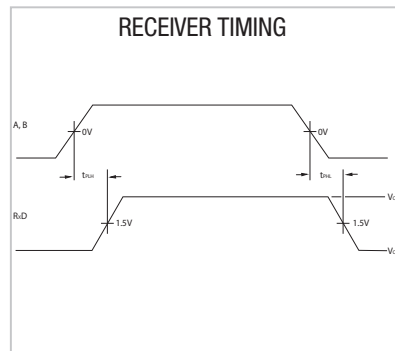 RECEIVER TIMING
A, B
0V
0V
tPLH
tPHL
RxD
1.5V
1.5V